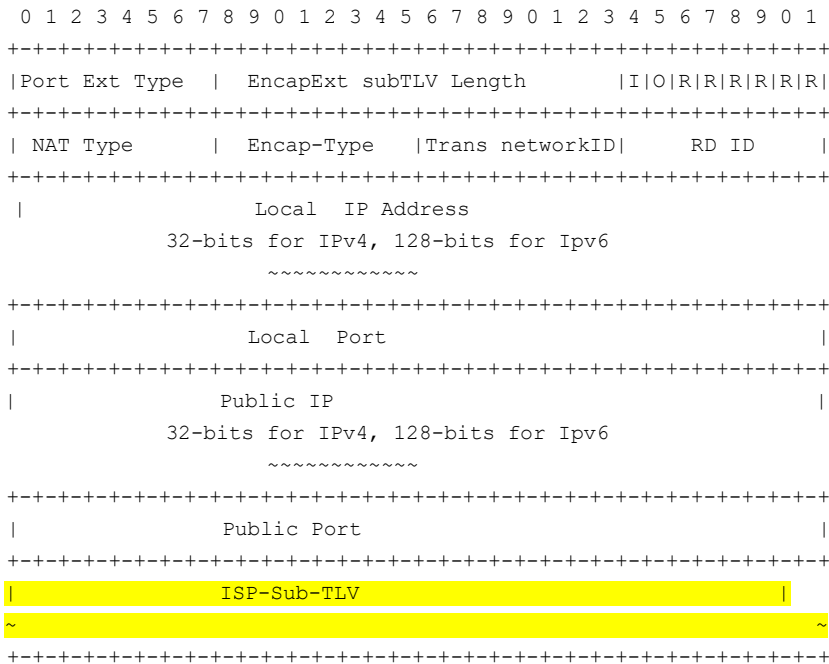 0 1 2 3 4 5 6 7 8 9 0 1 2 3 4 5 6 7 8 9 0 1 2 3 4 5 6 7 8 9 0 1
+-+-+-+-+-+-+-+-+-+-+-+-+-+-+-+-+-+-+-+-+-+-+-+-+-+-+-+-+-+-+-+-+
|Port Ext Type  |  EncapExt subTLV Length       |I|O|R|R|R|R|R|R|
+-+-+-+-+-+-+-+-+-+-+-+-+-+-+-+-+-+-+-+-+-+-+-+-+-+-+-+-+-+-+-+-+
| NAT Type      |  Encap-Type   |Trans networkID|     RD ID     |
+-+-+-+-+-+-+-+-+-+-+-+-+-+-+-+-+-+-+-+-+-+-+-+-+-+-+-+-+-+-+-+-+
|                  Local  IP Address
            32-bits for IPv4, 128-bits for Ipv6
                    ~~~~~~~~~~~~
+-+-+-+-+-+-+-+-+-+-+-+-+-+-+-+-+-+-+-+-+-+-+-+-+-+-+-+-+-+-+-+-+
|                  Local  Port                                  |
+-+-+-+-+-+-+-+-+-+-+-+-+-+-+-+-+-+-+-+-+-+-+-+-+-+-+-+-+-+-+-+-+
|                Public IP                                      |
            32-bits for IPv4, 128-bits for Ipv6
                    ~~~~~~~~~~~~
+-+-+-+-+-+-+-+-+-+-+-+-+-+-+-+-+-+-+-+-+-+-+-+-+-+-+-+-+-+-+-+-+
|                Public Port                                    |
+-+-+-+-+-+-+-+-+-+-+-+-+-+-+-+-+-+-+-+-+-+-+-+-+-+-+-+-+-+-+-+-+
|                ISP-Sub-TLV                                 |
~                                                               ~
+-+-+-+-+-+-+-+-+-+-+-+-+-+-+-+-+-+-+-+-+-+-+-+-+-+-+-+-+-+-+-+-+